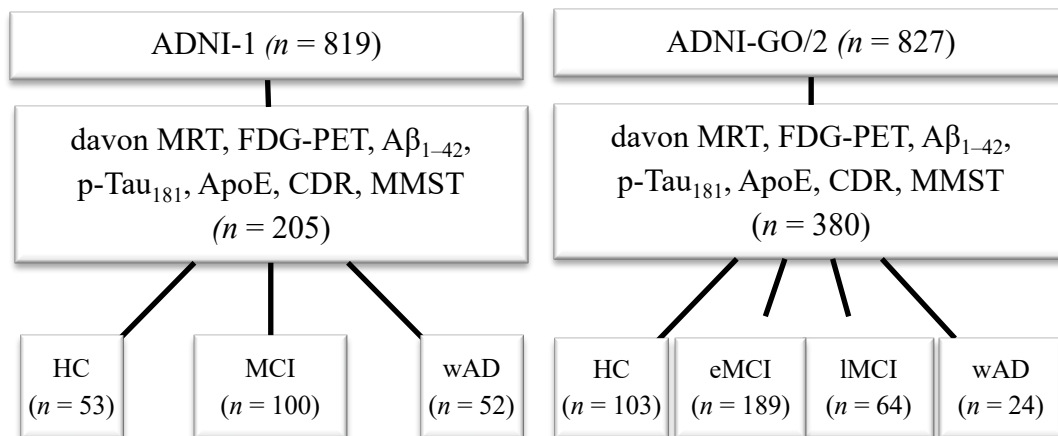 ADNI-1 (n = 819)
davon MRT, FDG-PET, Aβ₁₋₄₂,
p-Tau₁₈₁, ApoE, CDR, MMST
(n = 205)
HC
(n = 53)
MCI
(n = 100)
wAD
(n = 52)
ADNI-GO/2 (n = 827)
davon MRT, FDG-PET, Aβ₁₋₄₂,
p-Tau₁₈₁, ApoE, CDR, MMST
(n = 380)
HC
(n = 103)
eMCI
(n = 189)
lMCI
(n = 64)
wAD
(n = 24)